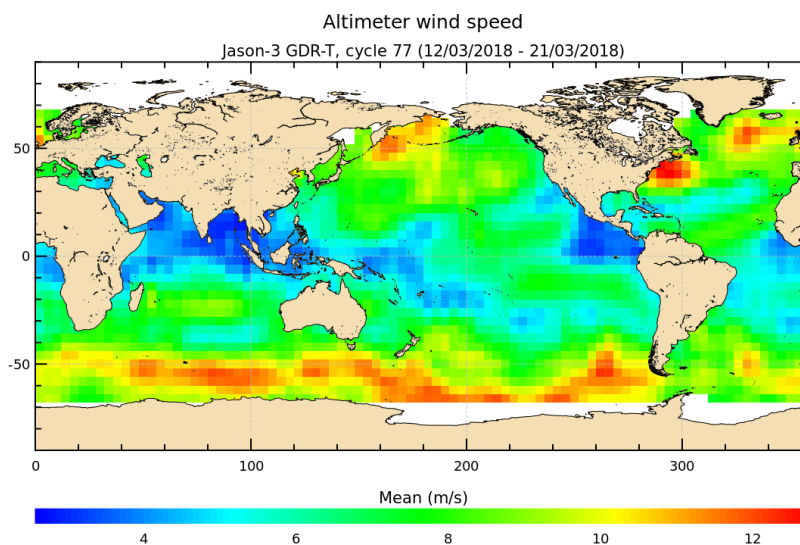 Altimeter wind speed
Jason-3 GDR-T, cycle 77 (12/03/2018 - 21/03/2018)
50
0
-50
0 100 200 300
Mean (m/s)
4 6 8 10 12